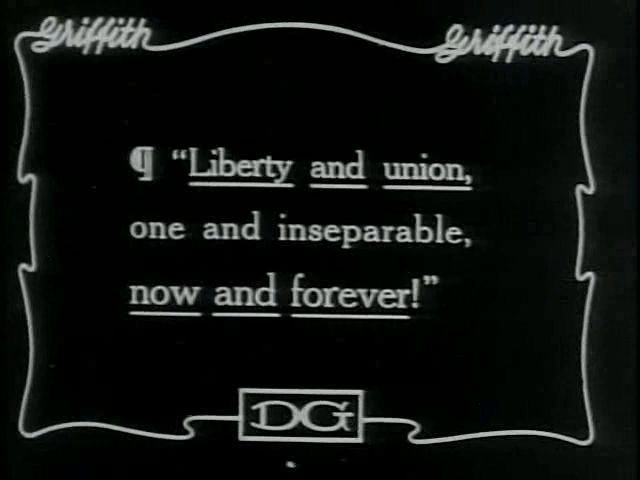 Griffith Griffith
¶ “Liberty and union,
one and inseparable,
now and forever!”
DG